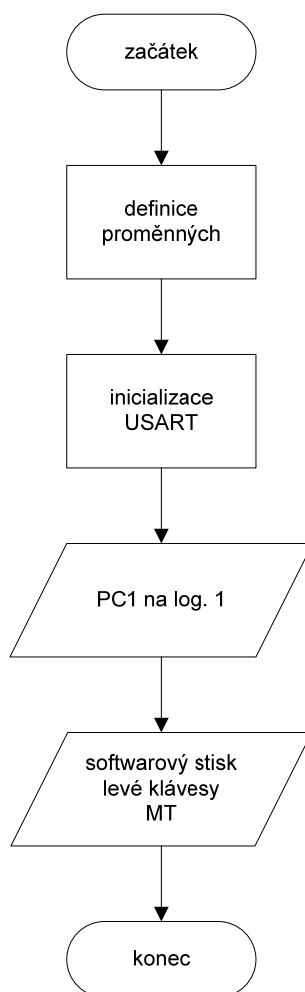 začátek
definice
proměnných
inicializace
USART
PC1 na log. 1
softwarový stisk
levé klávesy
MT
konec